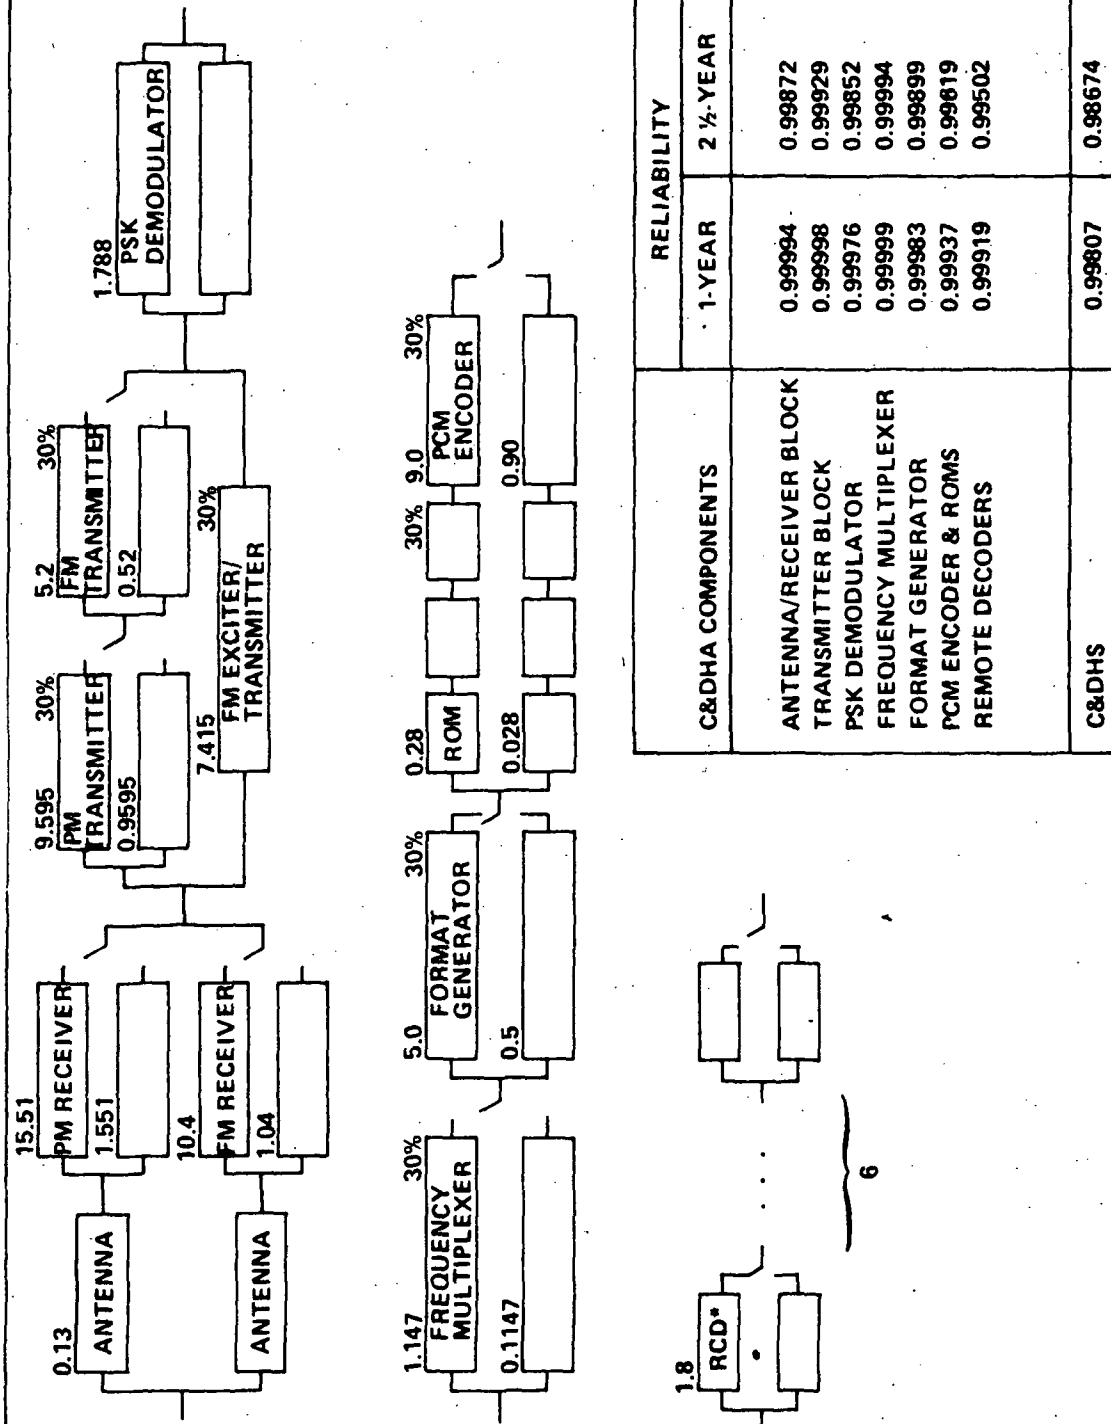 0.13
ANTENNA
ANTENNA
15.51
PM RECEIVER
1.551
10.4
FM RECEIVER
1.04
9.595 30%
PM
TRANSMITTER
0.9595
5.2 30%
FM
TRANSMITTER
0.52
7.415 30%
FM EXCITER/
TRANSMITTER
1.788
PSK
DEMODULATOR
1.147 30%
FREQUENCY
MULTIPLEXER
0.1147
5.0 30%
FORMAT
GENERATOR
0.5
0.28
ROM
0.028
30%
9.0 30%
PCM
ENCODER
0.90
1.8
RCD*
6
RELIABILITY
C&DHA COMPONENTS 1-YEAR 2 ½-YEAR
ANTENNA/RECEIVER BLOCK 0.99994 0.99872
TRANSMITTER BLOCK 0.99998 0.99929
PSK DEMODULATOR 0.99976 0.99852
FREQUENCY MULTIPLEXER 0.99999 0.99994
FORMAT GENERATOR 0.99983 0.99899
PCM ENCODER & ROMS 0.99937 0.99619
REMOTE DECODERS 0.99919 0.99502
C&DHS 0.99807 0.98674